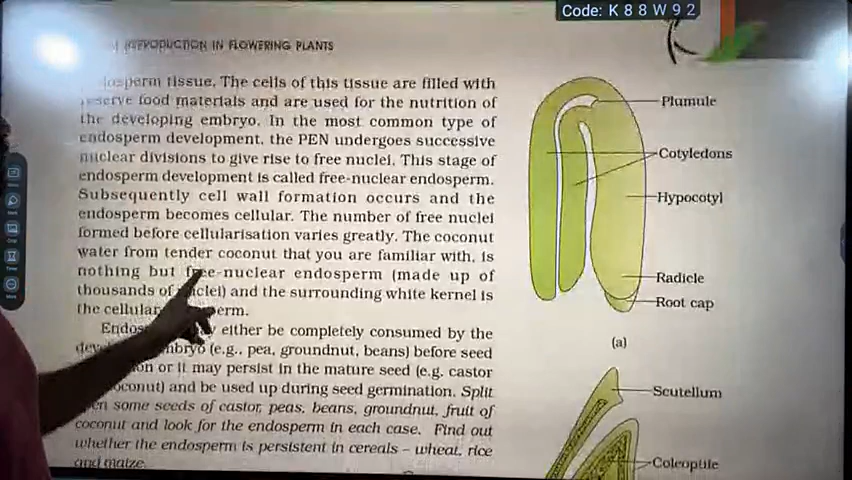 Code: K88W92
REPRODUCTION IN FLOWERING PLANTS
endosperm tissue. The cells of this tissue are filled with
reserve food materials and are used for the nutrition of
the developing embryo. In the most common type of
endosperm development, the PEN undergoes successive
nuclear divisions to give rise to free nuclei. This stage of
endosperm development is called free-nuclear endosperm.
Subsequently cell wall formation occurs and the
endosperm becomes cellular. The number of free nuclei
formed before cellularisation varies greatly. The coconut
water from tender coconut that you are familiar with, is
nothing but free-nuclear endosperm (made up of
thousands of nuclei) and the surrounding white kernel is
the cellular
either be completely consumed by the
(e.g., pea, groundnut, beans) before seed
or it may persist in the mature seed (e.g. castor
and coconut) and be used up during seed germination. Split
open some seeds of castor, peas, beans, groundnut, fruit of
coconut and look for the endosperm in each case. Find out
whether the endosperm is persistent in cereals – wheat, rice
and maize.
Plumule
Cotyledons
Hypocotyl
Radicle
Root cap
(a)
Scutellum
Coleoptile